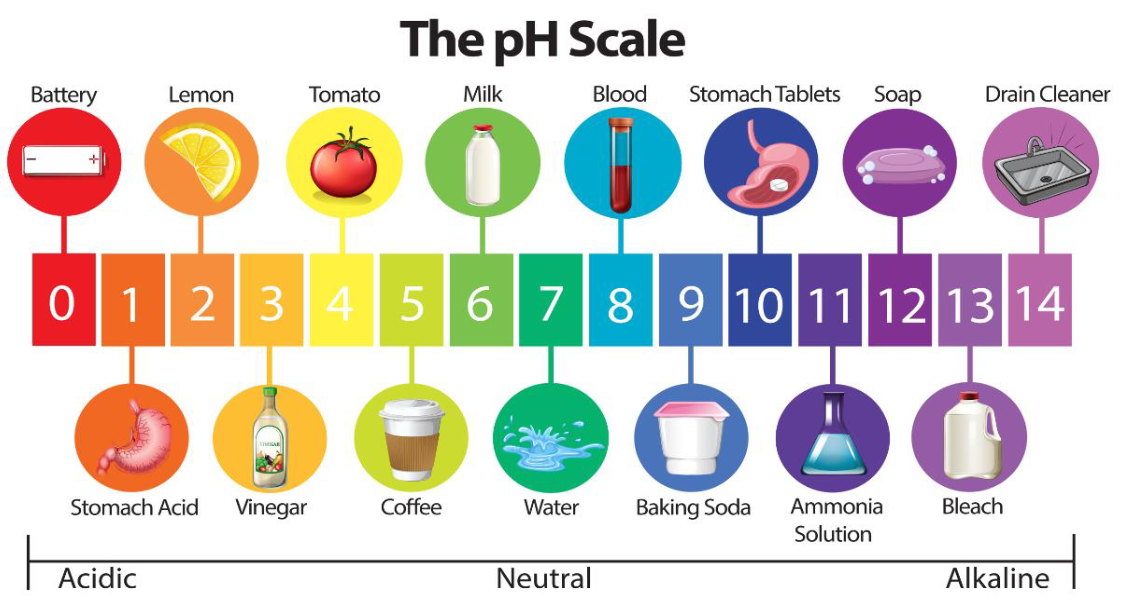 The pH Scale
Battery Lemon Tomato Milk Blood Stomach Tablets Soap Drain Cleaner
- +
0 1 2 3 4 5 6 7 8 9 10 11 12 13 14
VINEGAR
Stomach Acid Vinegar Coffee Water Baking Soda Ammonia Bleach
Solution
Acidic Neutral Alkaline